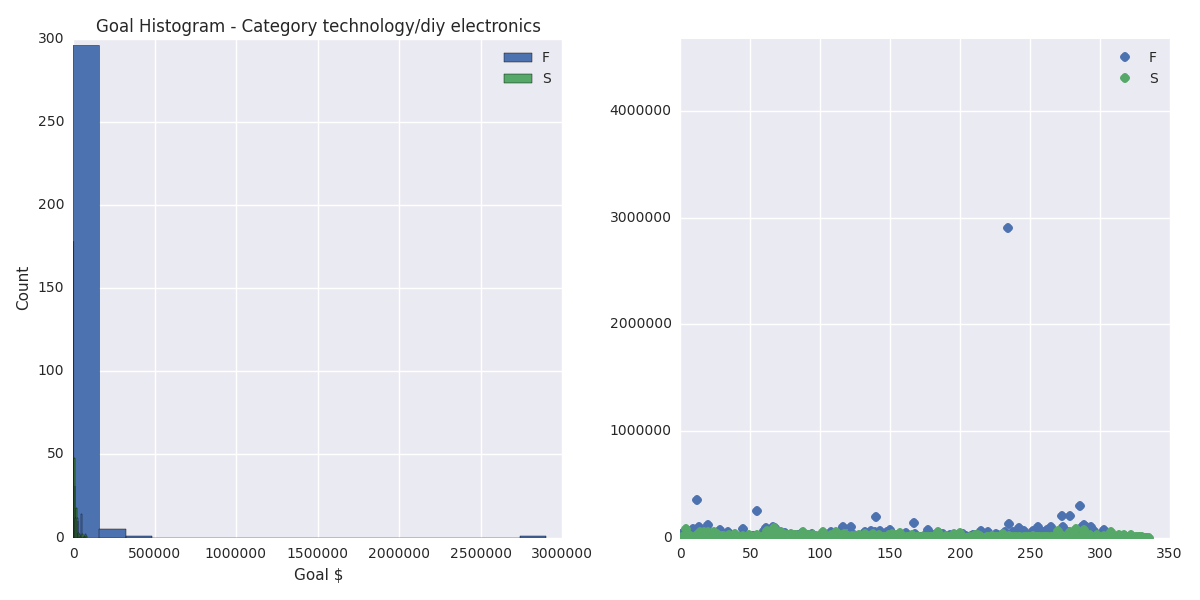 Goal Histogram - Category technology/diy electronics
300
250
200
150
100
50
0
Count
0 500000 1000000 1500000 2000000 2500000 3000000
Goal $
F
S
4000000
3000000
2000000
1000000
0
0 50 100 150 200 250 300 350
F
S